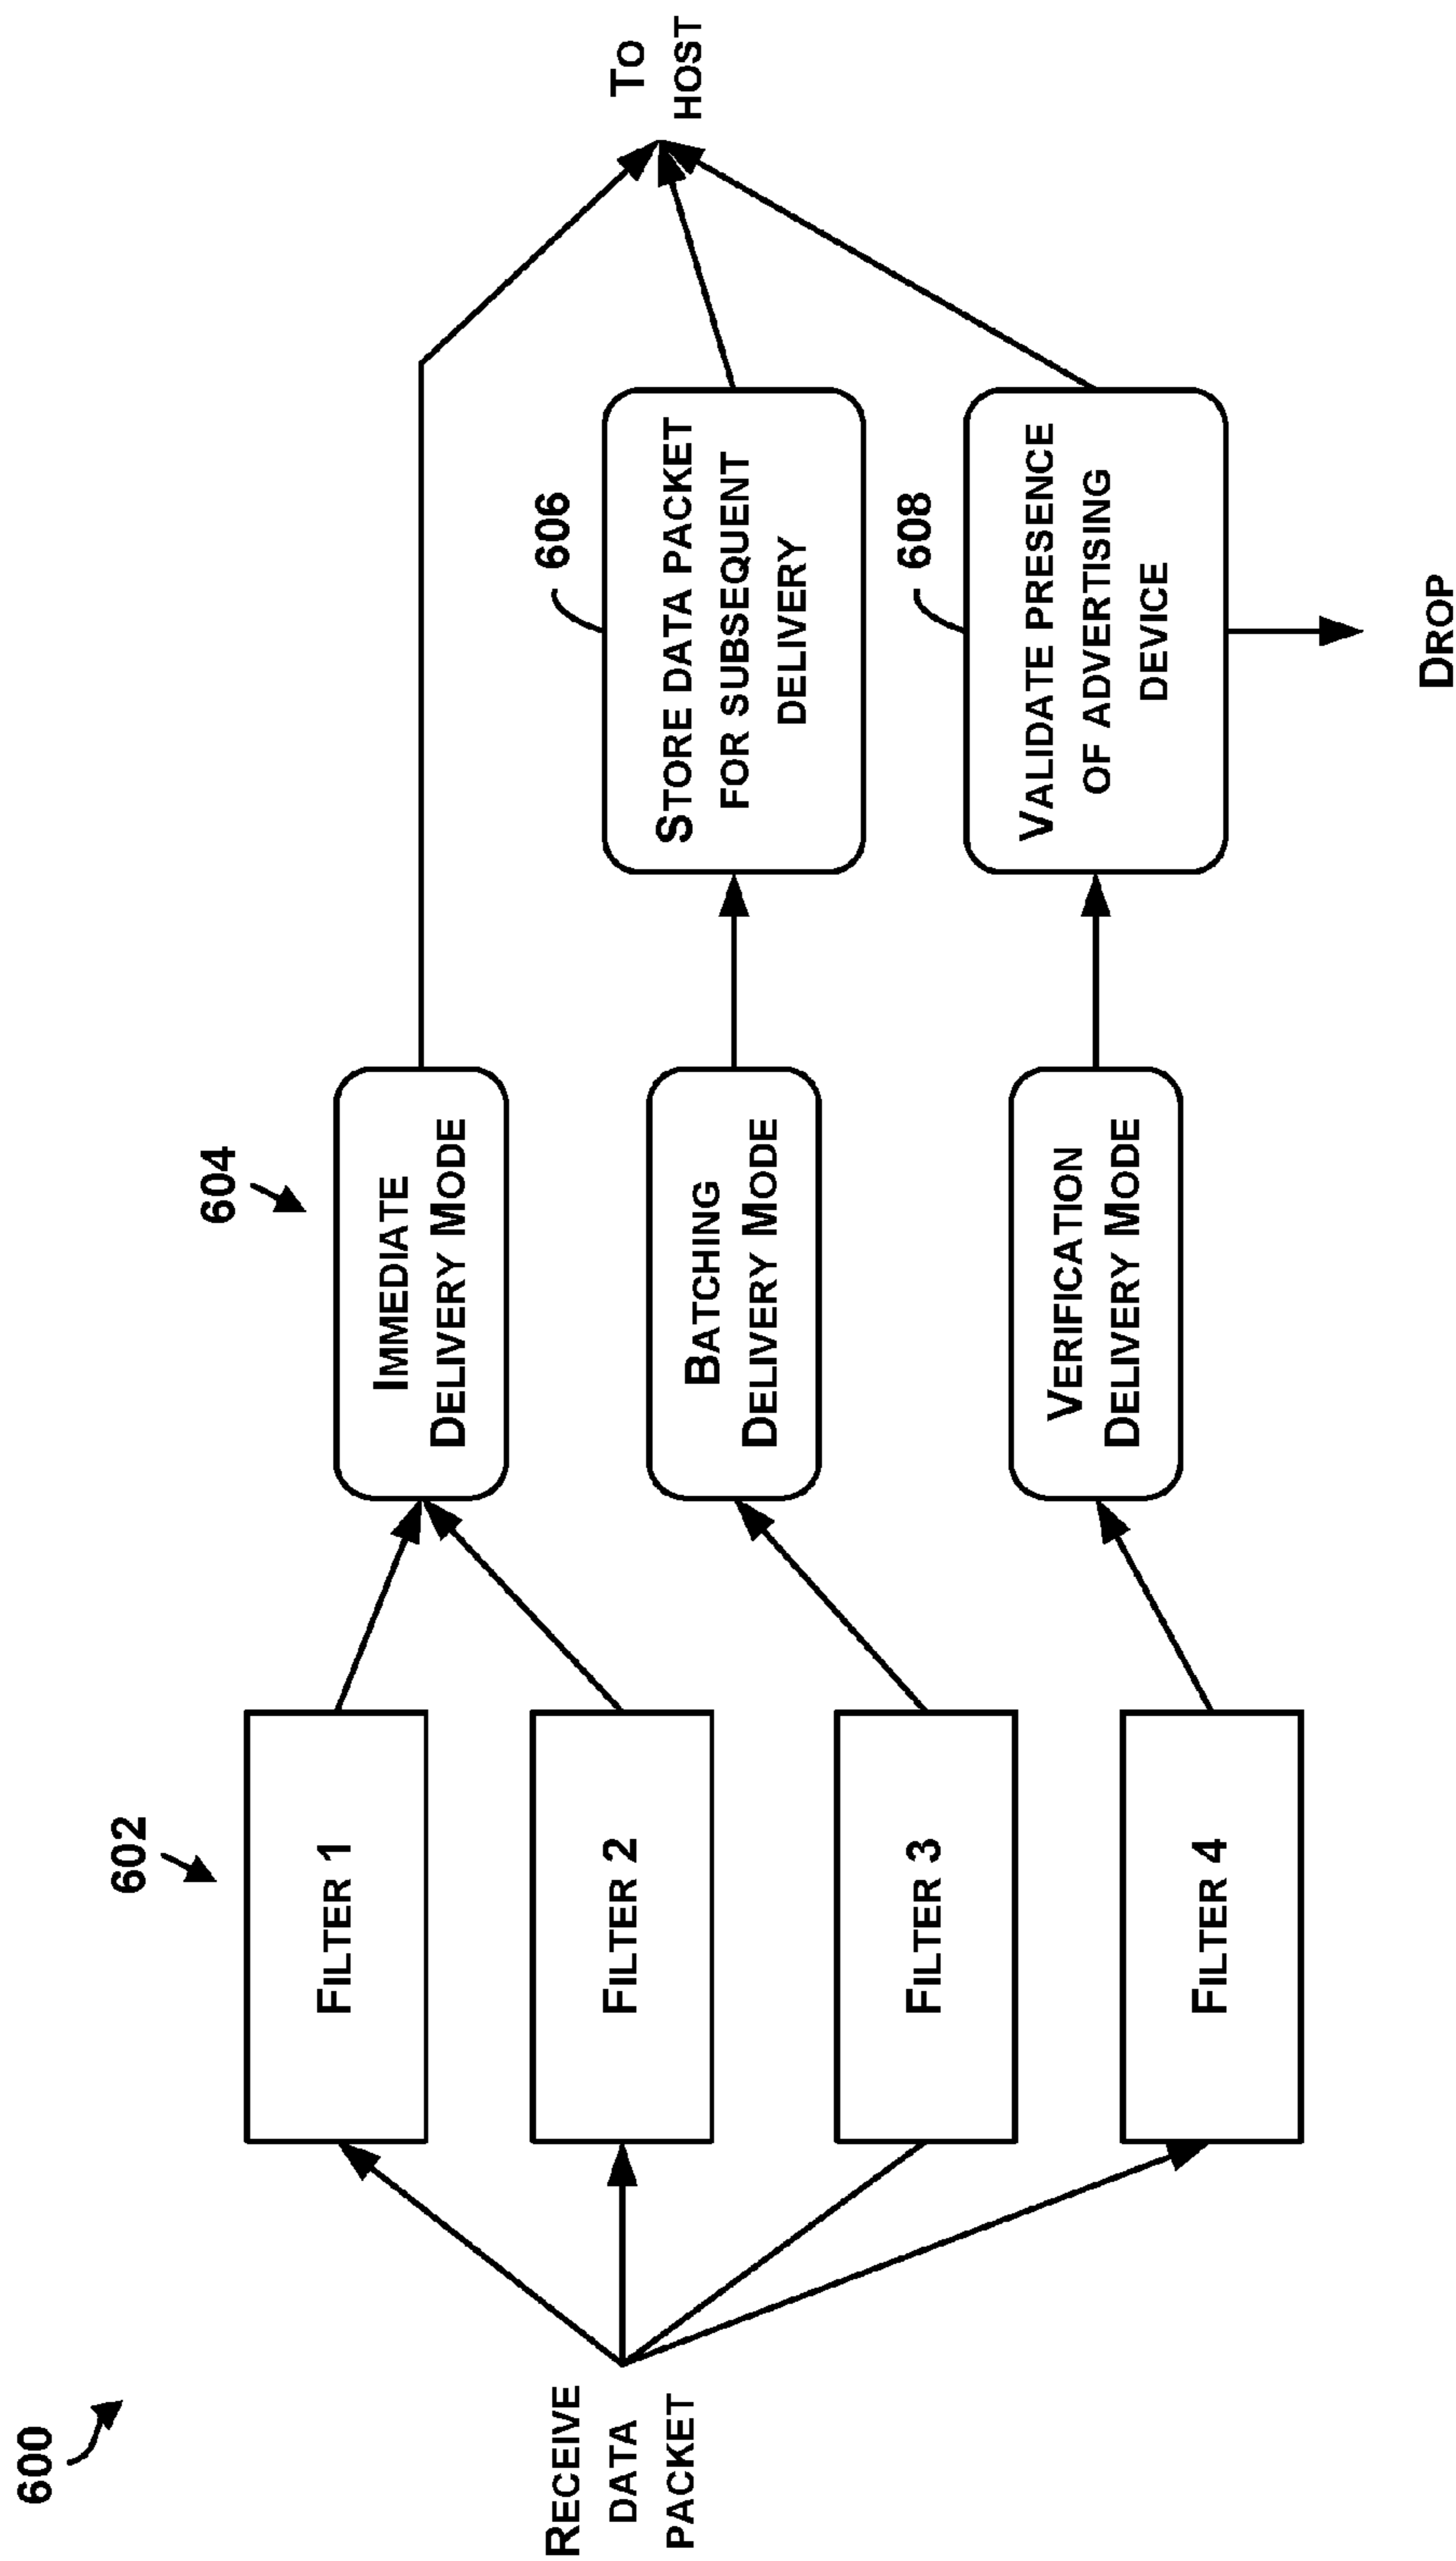 600
RECEIVE
DATA
PACKET
602
FILTER 1
FILTER 2
FILTER 3
FILTER 4
604
IMMEDIATE
DELIVERY MODE
BATCHING
DELIVERY MODE
VERIFICATION
DELIVERY MODE
606
STORE DATA PACKET
FOR SUBSEQUENT
DELIVERY
608
VALIDATE PRESENCE
OF ADVERTISING
DEVICE
DROP
TO
HOST